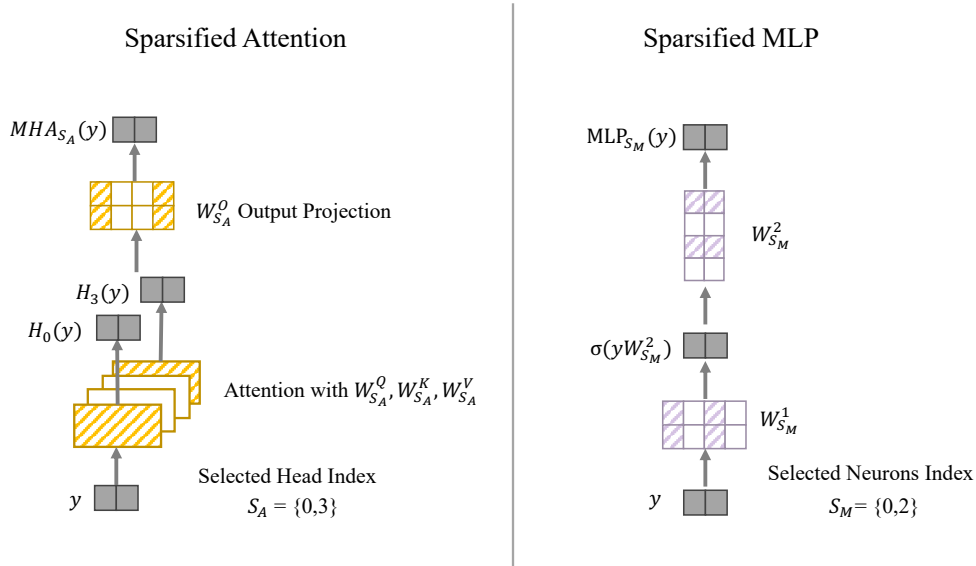 Sparsified Attention
MHA_{S_A}(y)
W^O_{S_A} Output Projection
H_3(y)
H_0(y)
Attention with W^Q_{S_A}, W^K_{S_A}, W^V_{S_A}
Selected Head Index
y
S_A = {0,3}
Sparsified MLP
MLP_{S_M}(y)
W^2_{S_M}
σ(yW^2_{S_M})
W^1_{S_M}
Selected Neurons Index
y
S_M = {0,2}